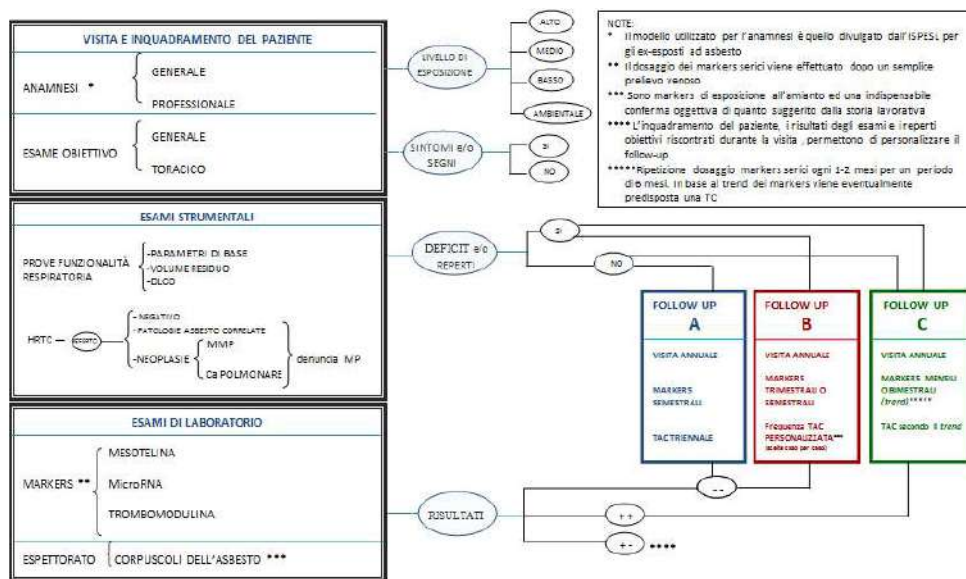 VISITA E INQUADRAMENTO DEL PAZIENTE
ANAMNESI *
GENERALE
PROFESSIONALE
ESAME OBIETTIVO
GENERALE
TORACICO
LIVELLO DI
ESPOSIZIONE
ALTO
MEDIO
BASSO
AMBIENTALE
SINTOMI e/o
SEGNI
SI
NO
NOTE:
* Il modello utilizzato per l'anamnesi è quello divulgato dall'ISPESL per
gli ex-esposti ad asbesto
** Il dosaggio dei markers serici viene effettuato dopo un semplice
prelievo venoso
*** Sono markers di esposizione all'amianto ed una indispensabile
conferma oggettiva di quanto suggerito dalla storia lavorativa
**** L'inquadramento del paziente, i risultati degli esami e i reperti
obiettivi riscontrati durante la visita, permettono di personalizzare il
follow-up
*****Ripetizione dosaggio markers serici ogni 1-2 mesi per un periodo
di 6 mesi. In base al trend dei markers viene eventualmente
predisposta una TC
ESAMI STRUMENTALI
PROVE FUNZIONALITÀ
RESPIRATORIA
-PARAMETRI DI BASE
-VOLUME RESIDUO
-DLCO
HRTC
REFERTO
- NEGATIVO
- PATOLOGIE ASBESTO CORRELATE
-NEOPLASIE
MMP
Ca POLMONARE
denuncia MP
DEFICIT e/o
REPERTI
SI
NO
FOLLOW UP
A
VISITA ANNUALE
MARKERS
SEMESTRALI
TAC TRIENNALE
FOLLOW UP
B
VISITA ANNUALE
MARKERS
TRIMESTRALI O
SEMESTRALI
Frequenza TAC
PERSONALIZZATA***
(scelta caso per caso)
FOLLOW UP
C
VISITA ANNUALE
MARKERS MENSILI
O BIMESTRALI
(trend)*****
TAC secondo il trend
ESAMI DI LABORATORIO
MARKERS **
MESOTELINA
MicroRNA
TROMBOMODULINA
ESPETTORATO
CORPUSCOLI DELL'ASBESTO ***
RISULTATI
- -
+ +
+ - ****